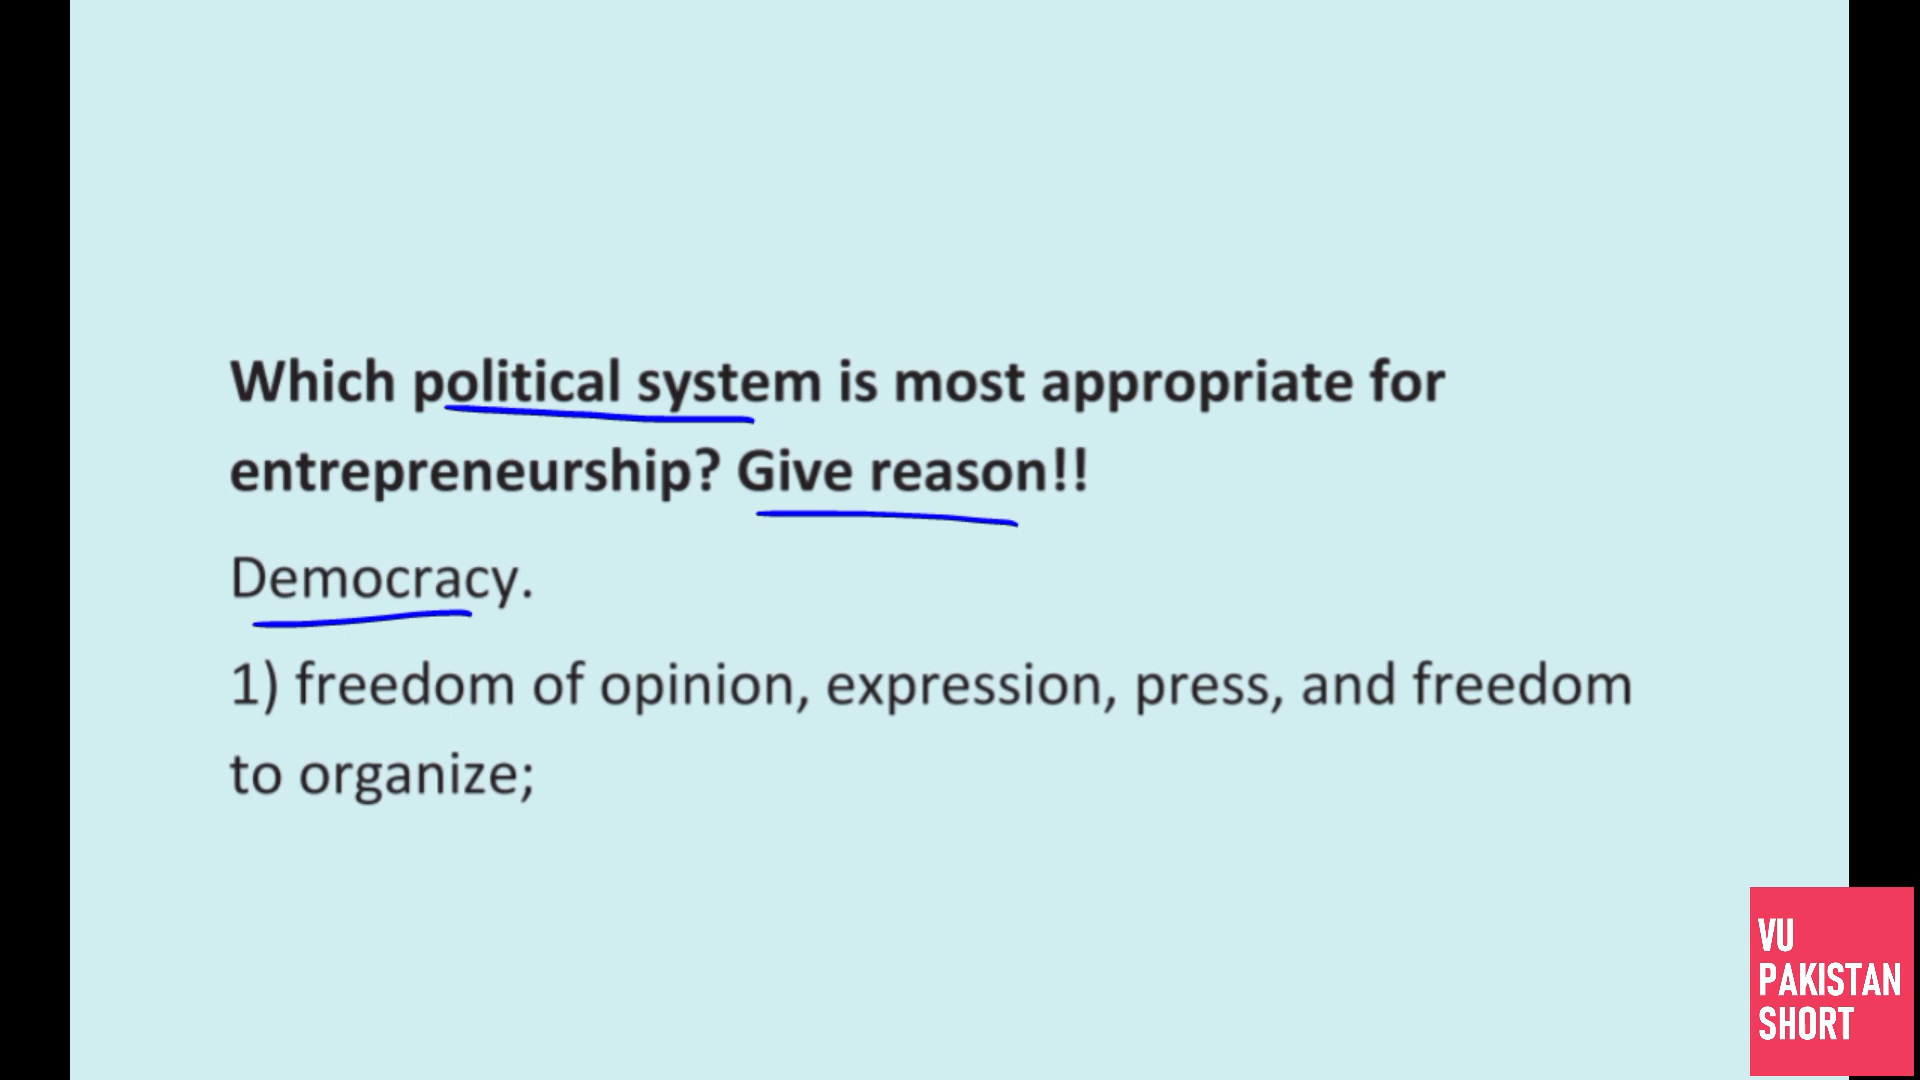 Which political system is most appropriate for
entrepreneurship? Give reason!!
Democracy.
1) freedom of opinion, expression, press, and freedom
to organize;
VU
PAKISTAN
SHORT